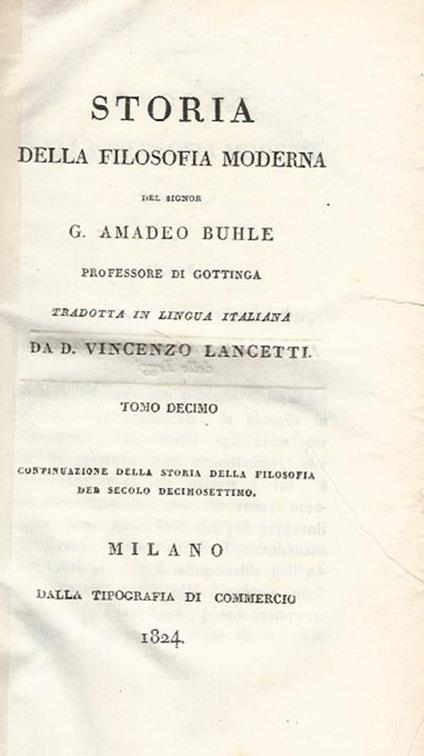 STORIA
DELLA FILOSOFIA MODERNA
DEL SIGNOR
G. AMADEO BUHLE
PROFESSORE DI GOTTINGA
TRADOTTA IN LINGUA ITALIANA
DA D. VINCENZO LANCETTI.
TOMO DECIMO
CONTINUAZIONE DELLA STORIA DELLA FILOSOFIA
DEL SECOLO DECIMOSETTIMO.
MILANO
DALLA TIPOGRAFIA DI COMMERCIO
1824.